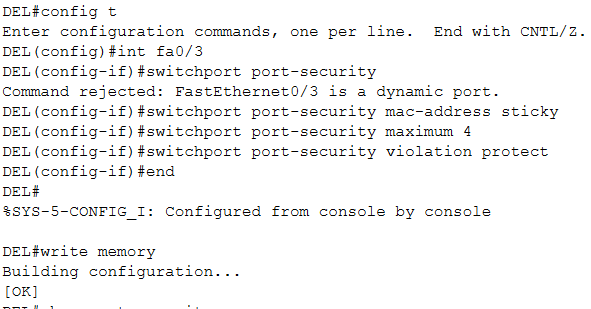 DEL#config t
Enter configuration commands, one per line.  End with CNTL/Z.
DEL(config)#int fa0/3
DEL(config-if)#switchport port-security
Command rejected: FastEthernet0/3 is a dynamic port.
DEL(config-if)#switchport port-security mac-address sticky
DEL(config-if)#switchport port-security maximum 4
DEL(config-if)#switchport port-security violation protect
DEL(config-if)#end
DEL#
%SYS-5-CONFIG_I: Configured from console by console
DEL#write memory
Building configuration...
[OK]